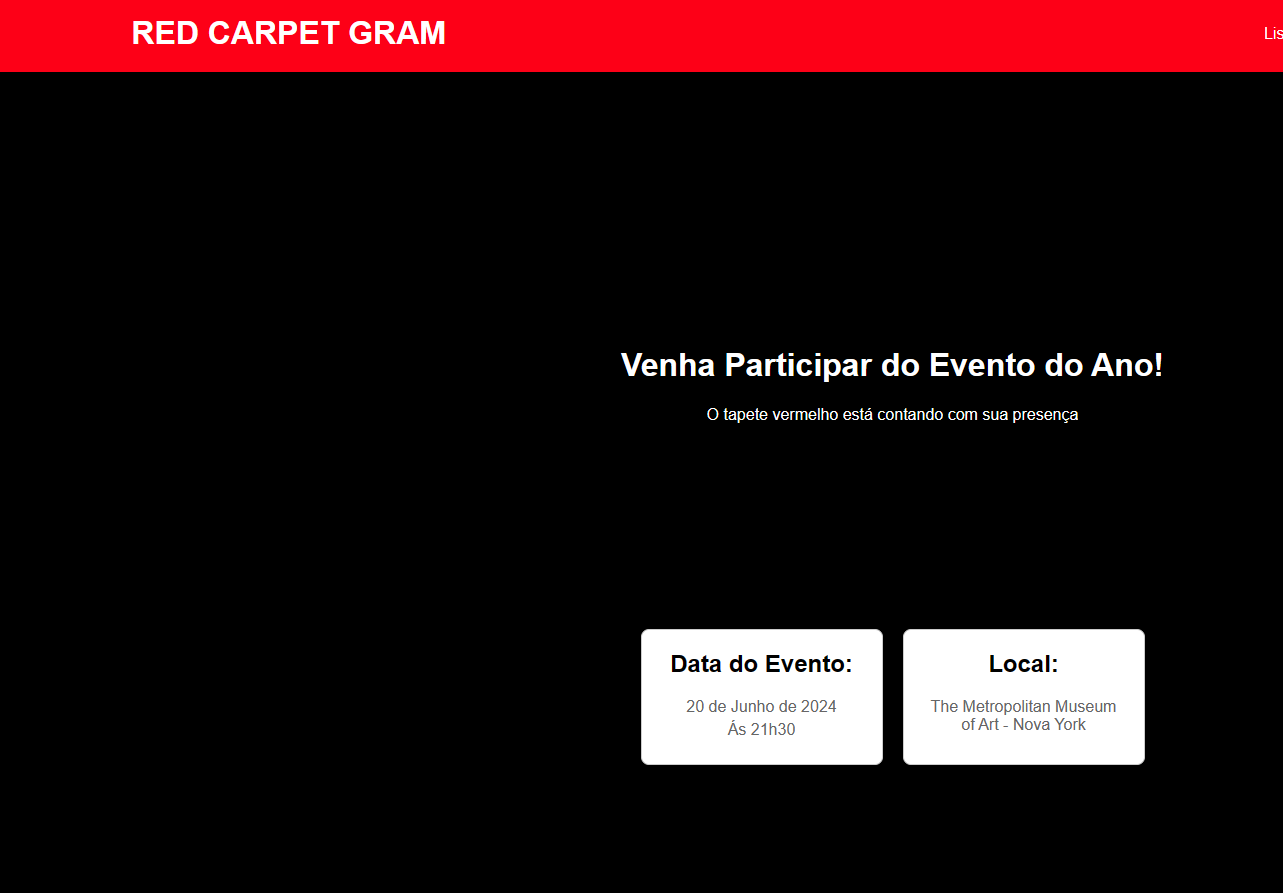 RED CARPET GRAM
Lis
Venha Participar do Evento do Ano!
O tapete vermelho está contando com sua presença
Data do Evento:
20 de Junho de 2024
Ás 21h30
Local:
The Metropolitan Museum
of Art - Nova York